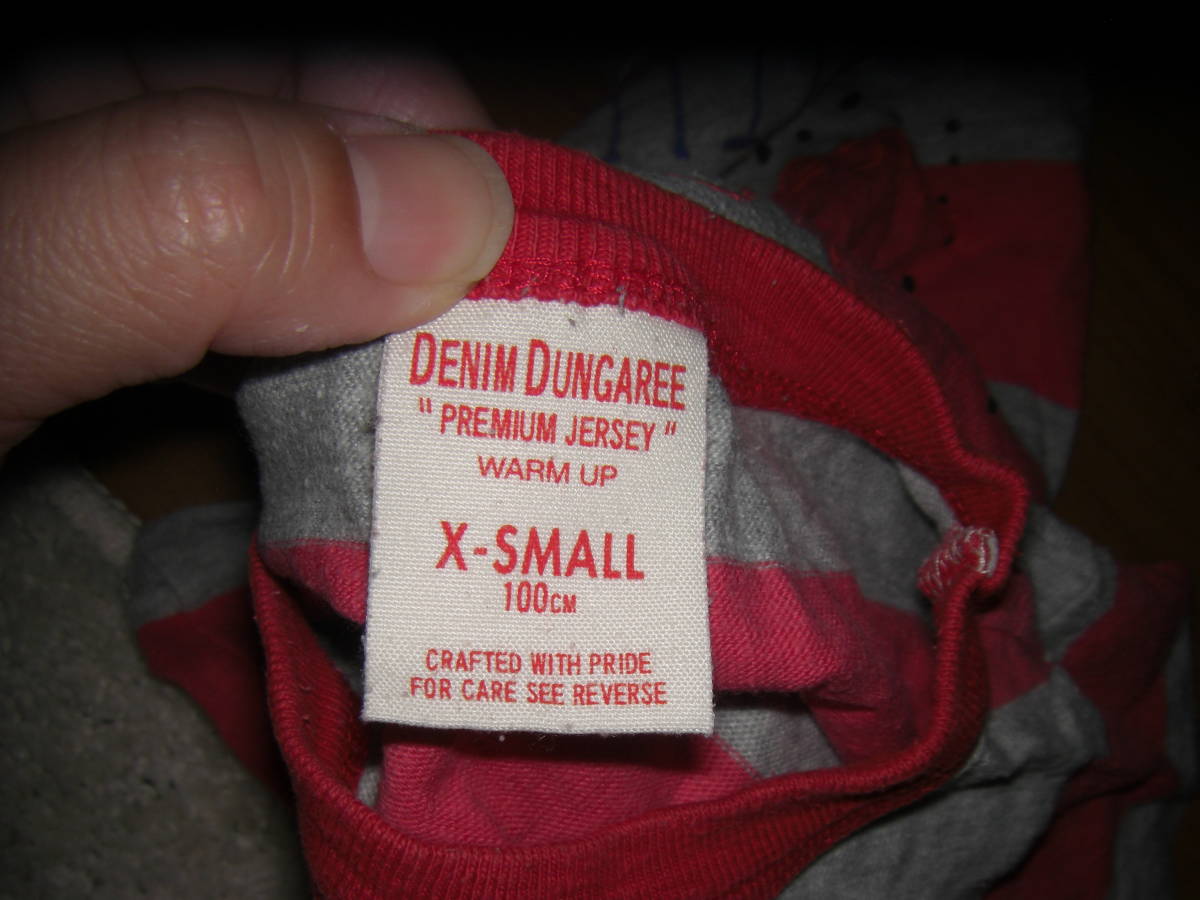 DENIM DUNGAREE
" PREMIUM JERSEY "
WARM UP
X-SMALL
100CM
CRAFTED WITH PRIDE
FOR CARE SEE REVERSE